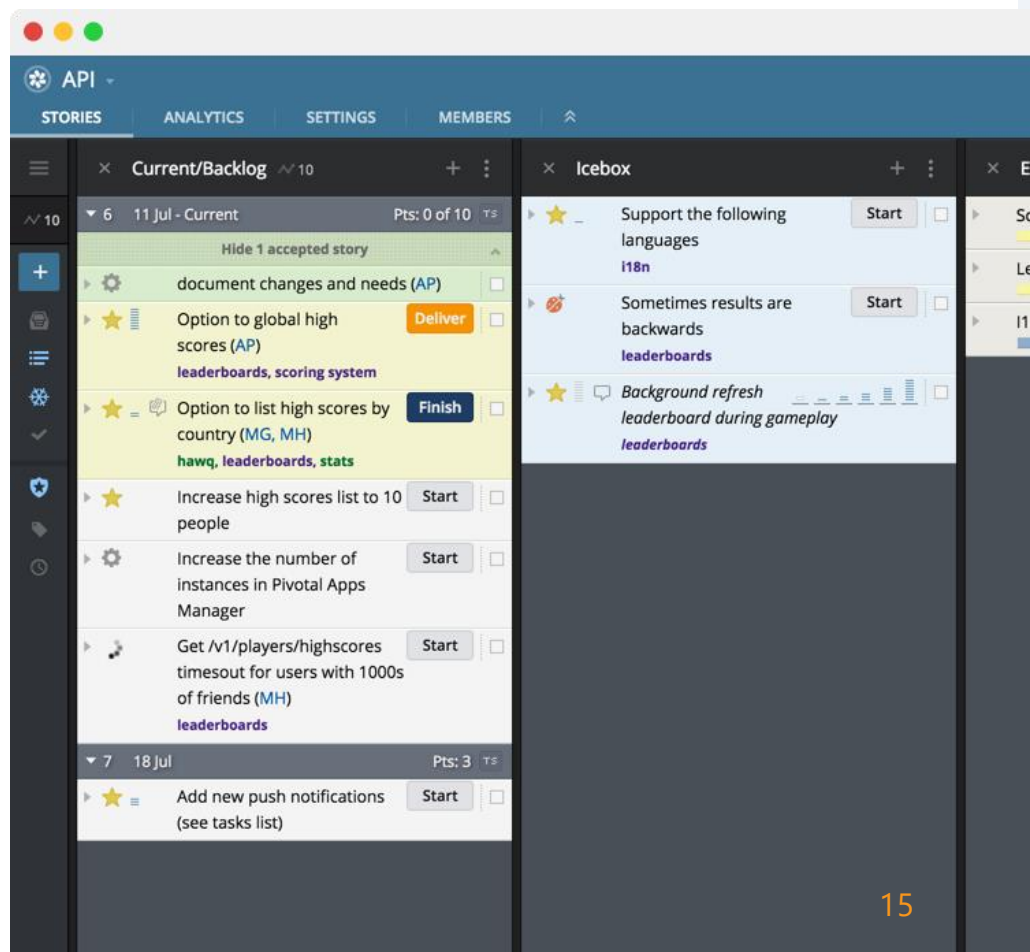 API
STORIES ANALYTICS SETTINGS MEMBERS
Current/Backlog 10
10
6 11 Jul - Current Pts: 0 of 10 TS
Hide 1 accepted story
document changes and needs (AP)
Option to global high
scores (AP)
Deliver
leaderboards, scoring system
Option to list high scores by
country (MG, MH)
Finish
hawq, leaderboards, stats
Increase high scores list to 10
people
Start
Increase the number of
instances in Pivotal Apps
Manager
Start
Get /v1/players/highscores
timesout for users with 1000s
of friends (MH)
Start
leaderboards
7 18 Jul Pts: 3 TS
Add new push notifications
(see tasks list)
Start
Icebox
Support the following
languages
Start
i18n
Sometimes results are
backwards
Start
leaderboards
Background refresh
leaderboard during gameplay
leaderboards
E
Le
15